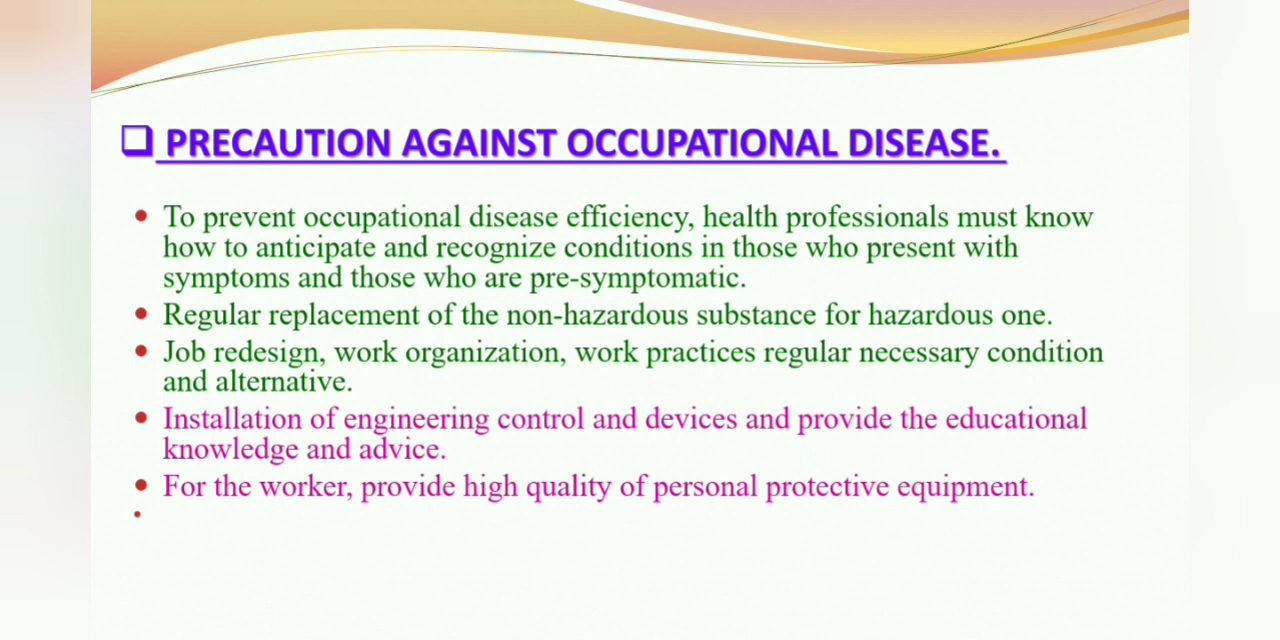 ❑ PRECAUTION AGAINST OCCUPATIONAL DISEASE.
• To prevent occupational disease efficiency, health professionals must know
how to anticipate and recognize conditions in those who present with
symptoms and those who are pre-symptomatic.
• Regular replacement of the non-hazardous substance for hazardous one.
• Job redesign, work organization, work practices regular necessary condition
and alternative.
• Installation of engineering control and devices and provide the educational
knowledge and advice.
• For the worker, provide high quality of personal protective equipment.
•